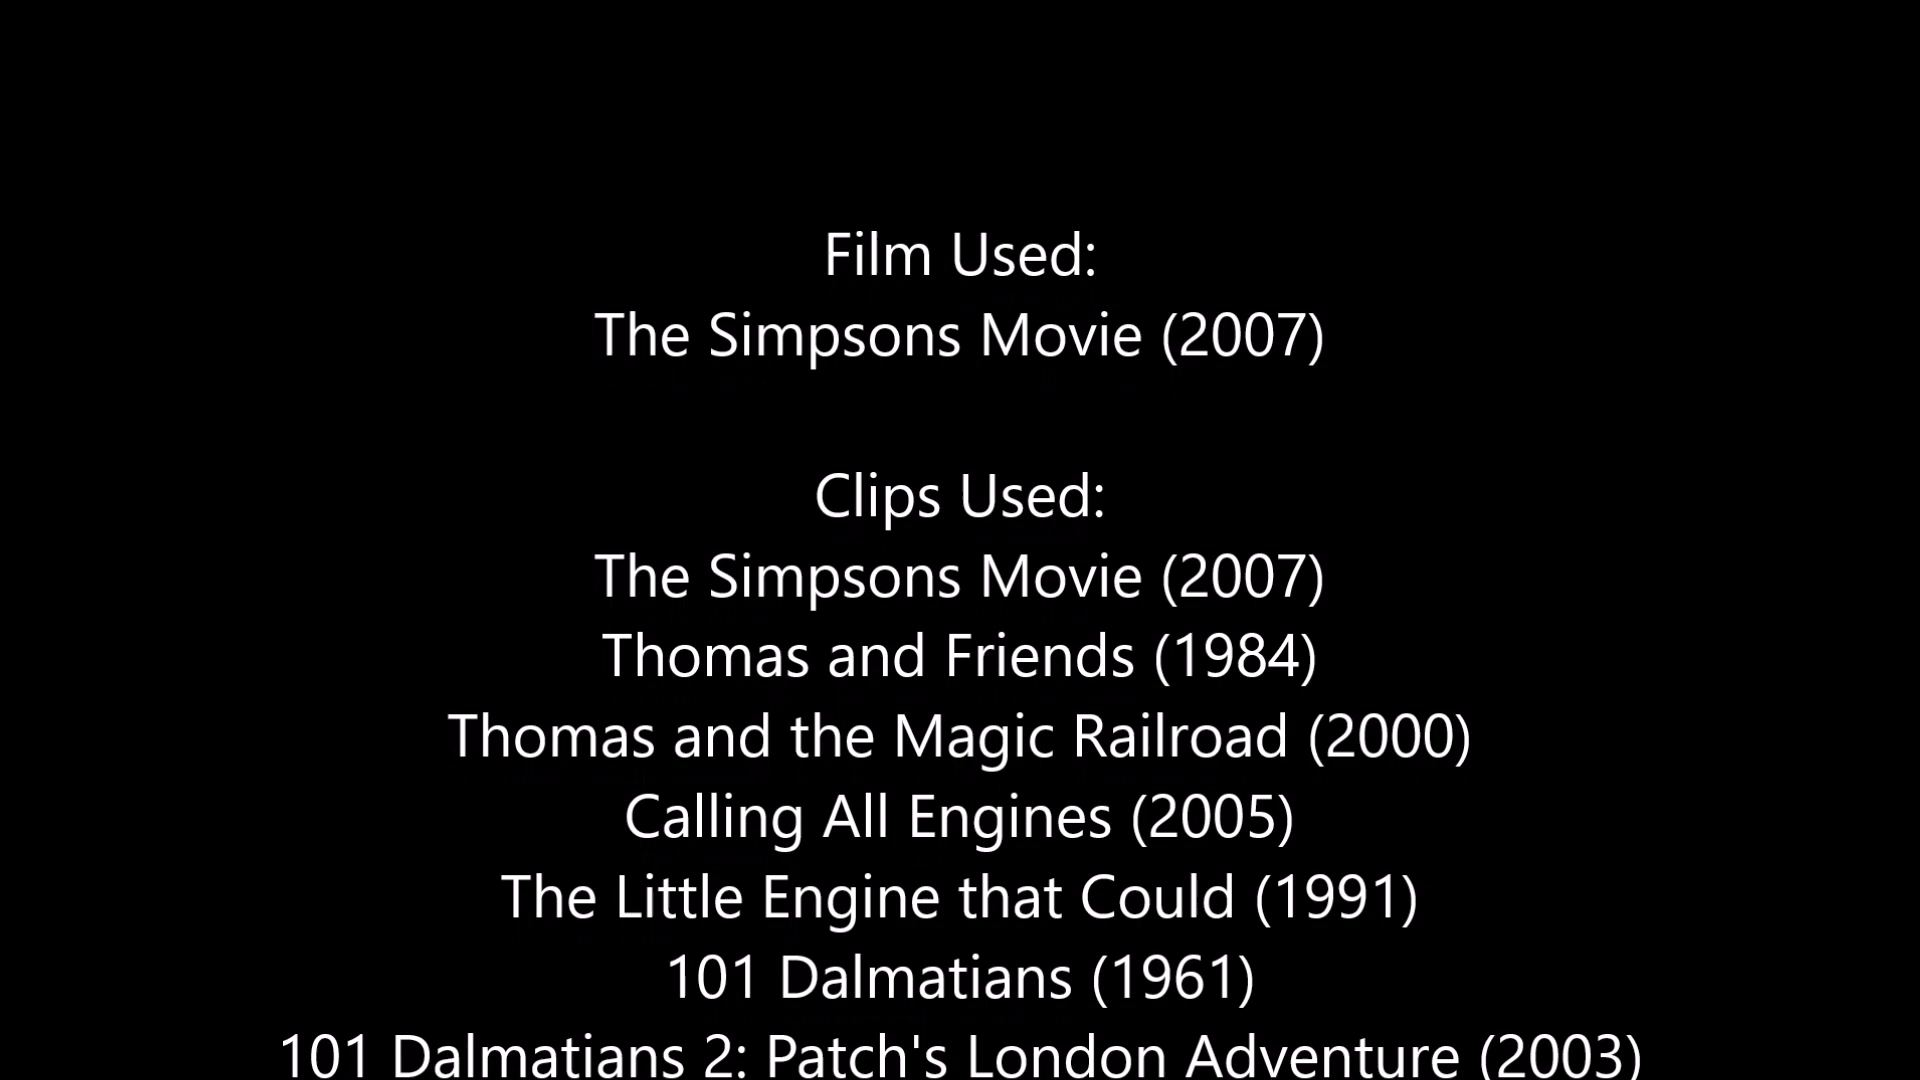 Film Used:
The Simpsons Movie (2007)
Clips Used:
The Simpsons Movie (2007)
Thomas and Friends (1984)
Thomas and the Magic Railroad (2000)
Calling All Engines (2005)
The Little Engine that Could (1991)
101 Dalmatians (1961)
101 Dalmatians 2: Patch's London Adventure (2003)